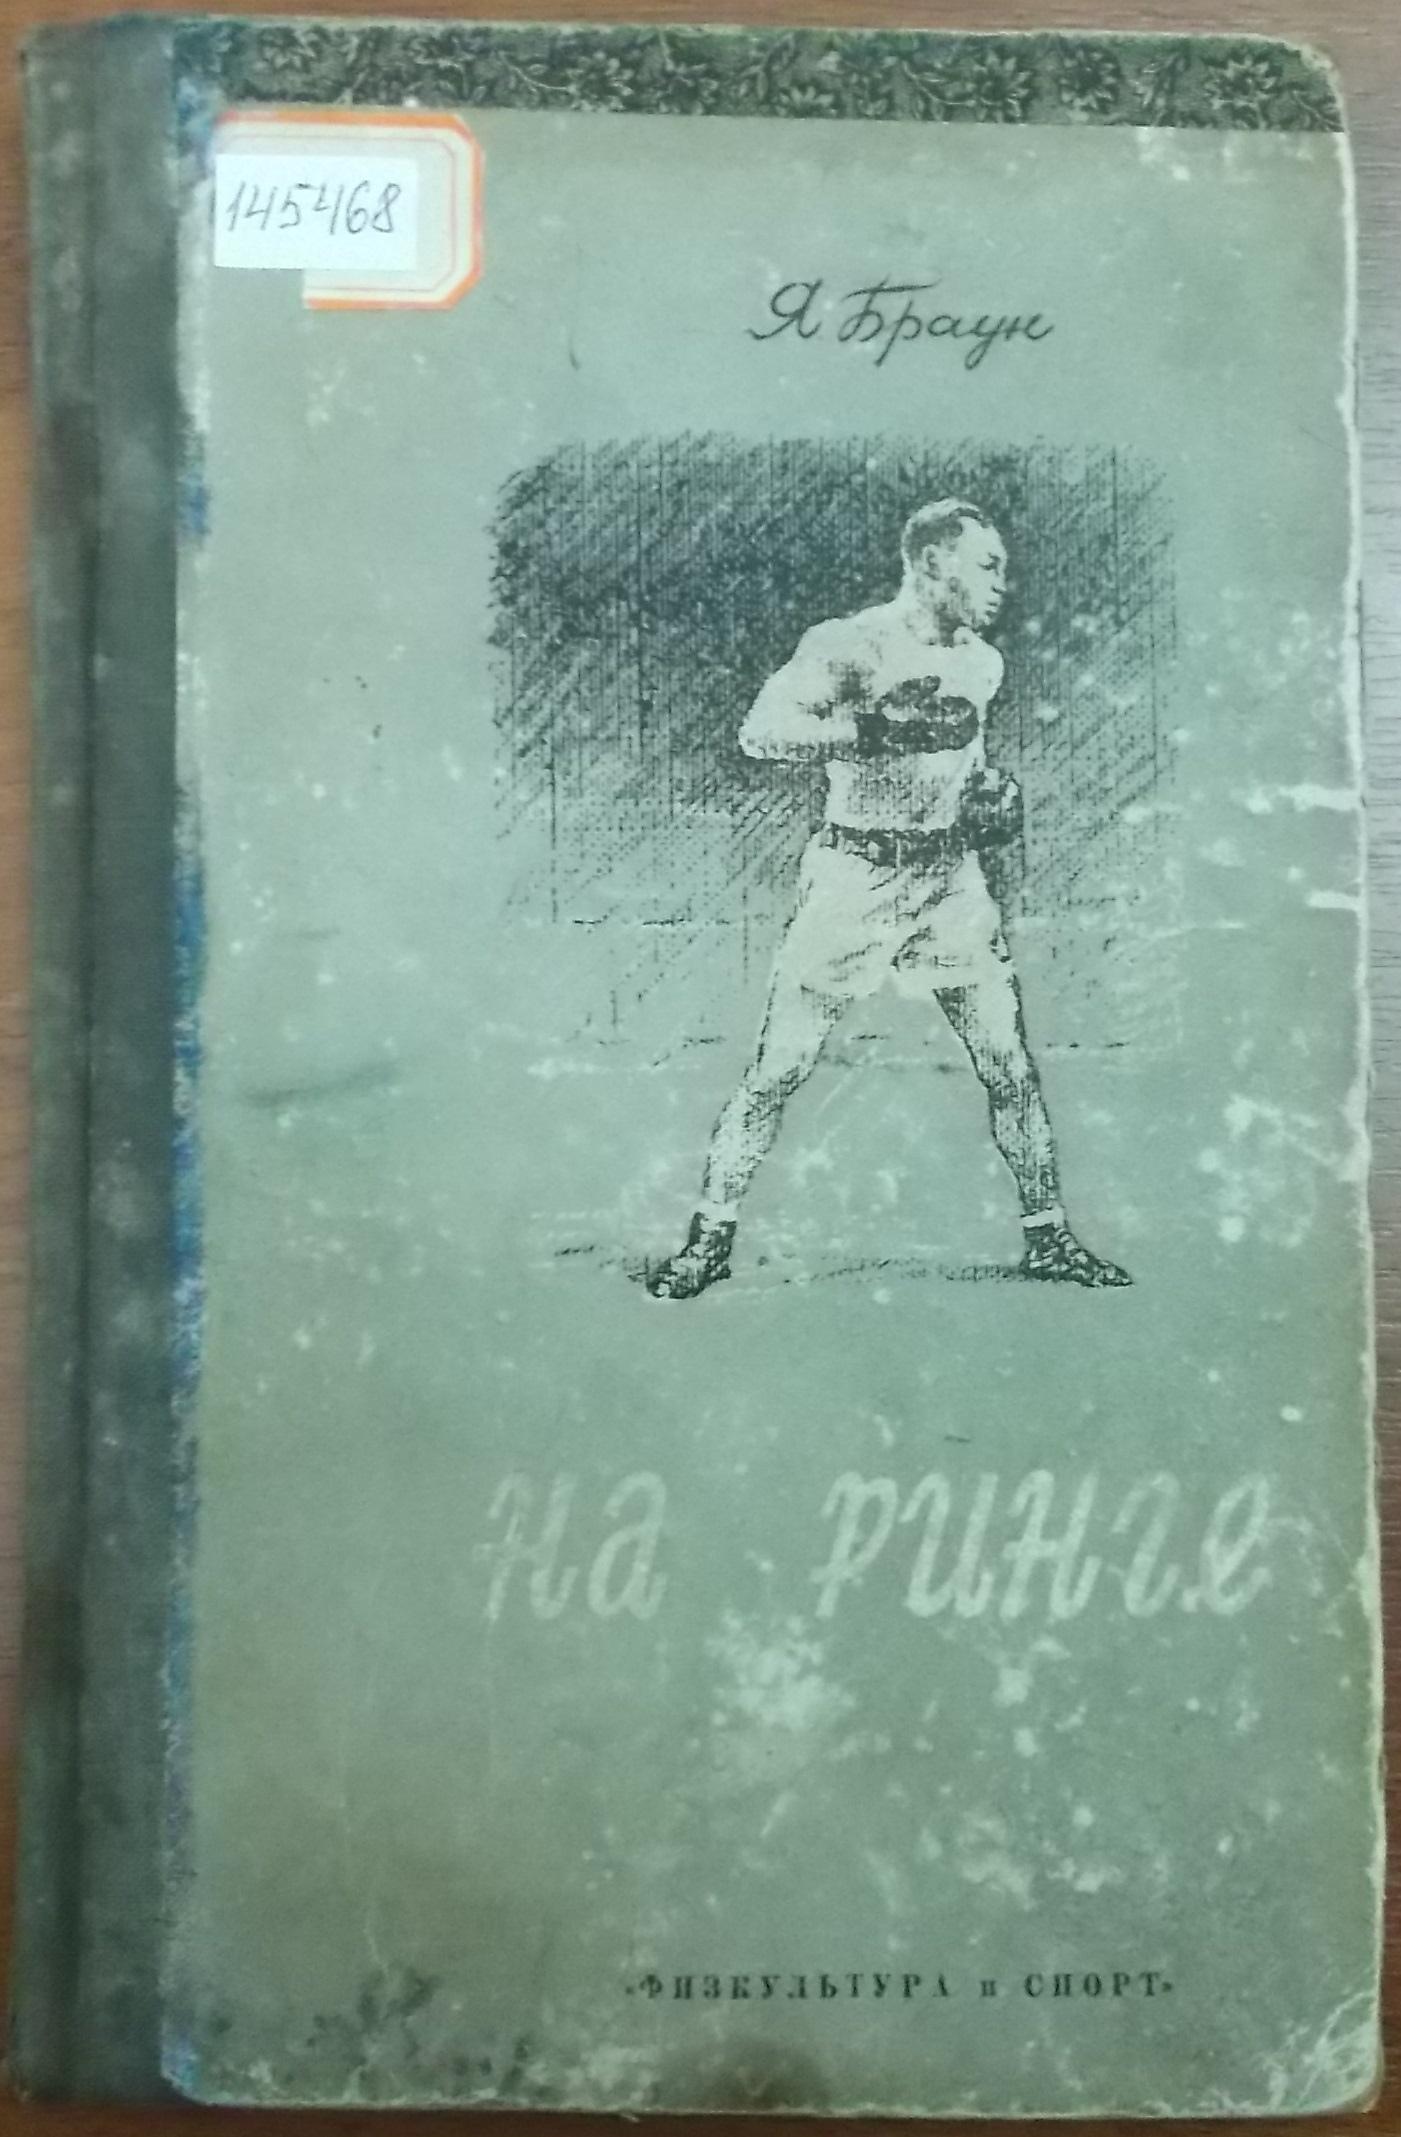 145468
Я Браун
на ринге
«ФИЗКУЛЬТУРА и СПОРТ»